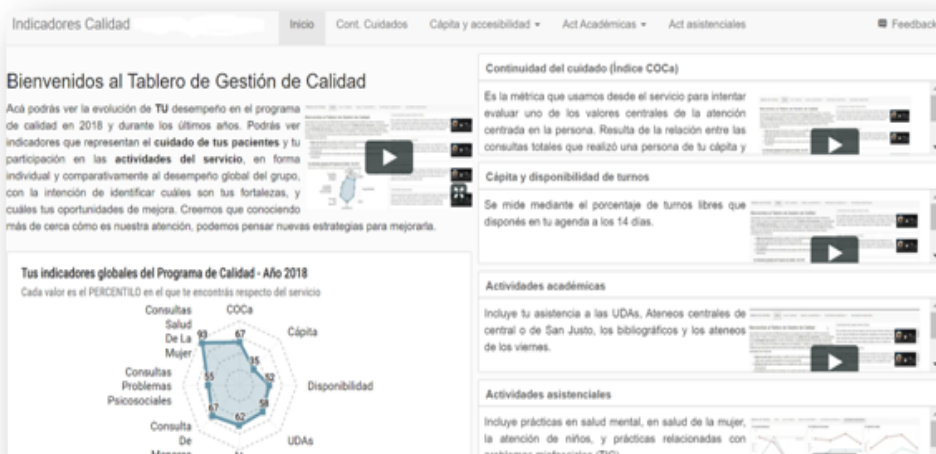 Indicadores Calidad
Inicio
Cont. Cuidados
Cápita y accesibilidad
Act Académicas
Act asistenciales
Feedback
Bienvenidos al Tablero de Gestión de Calidad
Acá podrás ver la evolución de TU desempeño en el programa
de calidad en 2018 y durante los últimos años. Podrás ver
indicadores que representan el cuidado de tus pacientes y tu
participación en las actividades del servicio, en forma
individual y comparativamente al desempeño global del grupo,
con la intención de identificar cuáles son tus fortalezas, y
cuáles tus oportunidades de mejora. Creemos que conociendo
más de cerca cómo es nuestra atención, podemos pensar nuevas estrategias para mejorarla.
Tus indicadores globales del Programa de Calidad - Año 2018
Cada valor es el PERCENTILO en el que te encontrás respecto del servicio
COCa
Cápita
Disponibilidad
UDAs
Consulta
De
Consultas
Problemas
Psicosociales
Consultas
Salud
De La
Mujer
67
35
52
58
62
67
55
93
Continuidad del cuidado (Índice COCa)
Es la métrica que usamos desde el servicio para intentar
evaluar uno de los valores centrales de la atención
centrada en la persona. Resulta de la relación entre las
consultas totales que realizó una persona de tu cápita y
Cápita y disponibilidad de turnos
Se mide mediante el porcentaje de turnos libres que
disponés en tu agenda a los 14 días.
Actividades académicas
Incluye tu asistencia a las UDAs, Ateneos centrales de
central o de San Justo, los bibliográficos y los ateneos
de los viernes.
Actividades asistenciales
Incluye prácticas en salud mental, en salud de la mujer,
la atención de niños, y prácticas relacionadas con